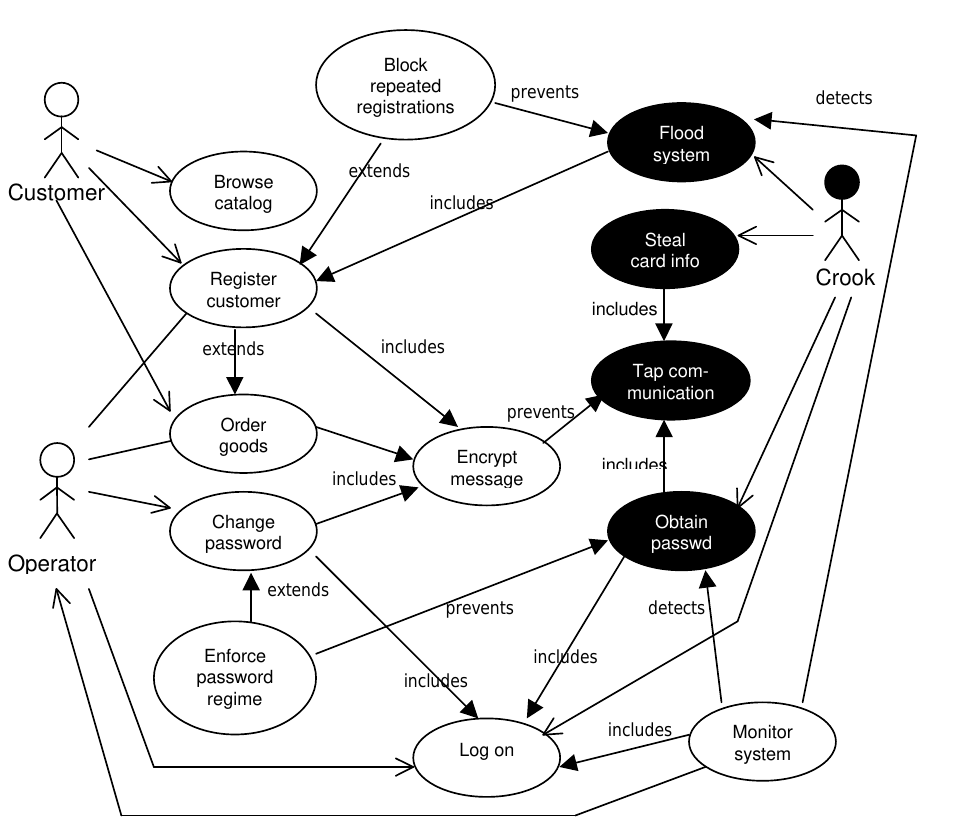 Block
repeated
registrations
prevents
detects
Flood
system
Customer
Browse
catalog
extends
includes
Steal
card info
Crook
Register
customer
includes
extends
includes
Tap com-
munication
prevents
Order
goods
Encrypt
message
includes
includes
Change
password
Obtain
passwd
Operator
extends
prevents
detects
Enforce
password
regime
includes
includes
Log on
includes
Monitor
system